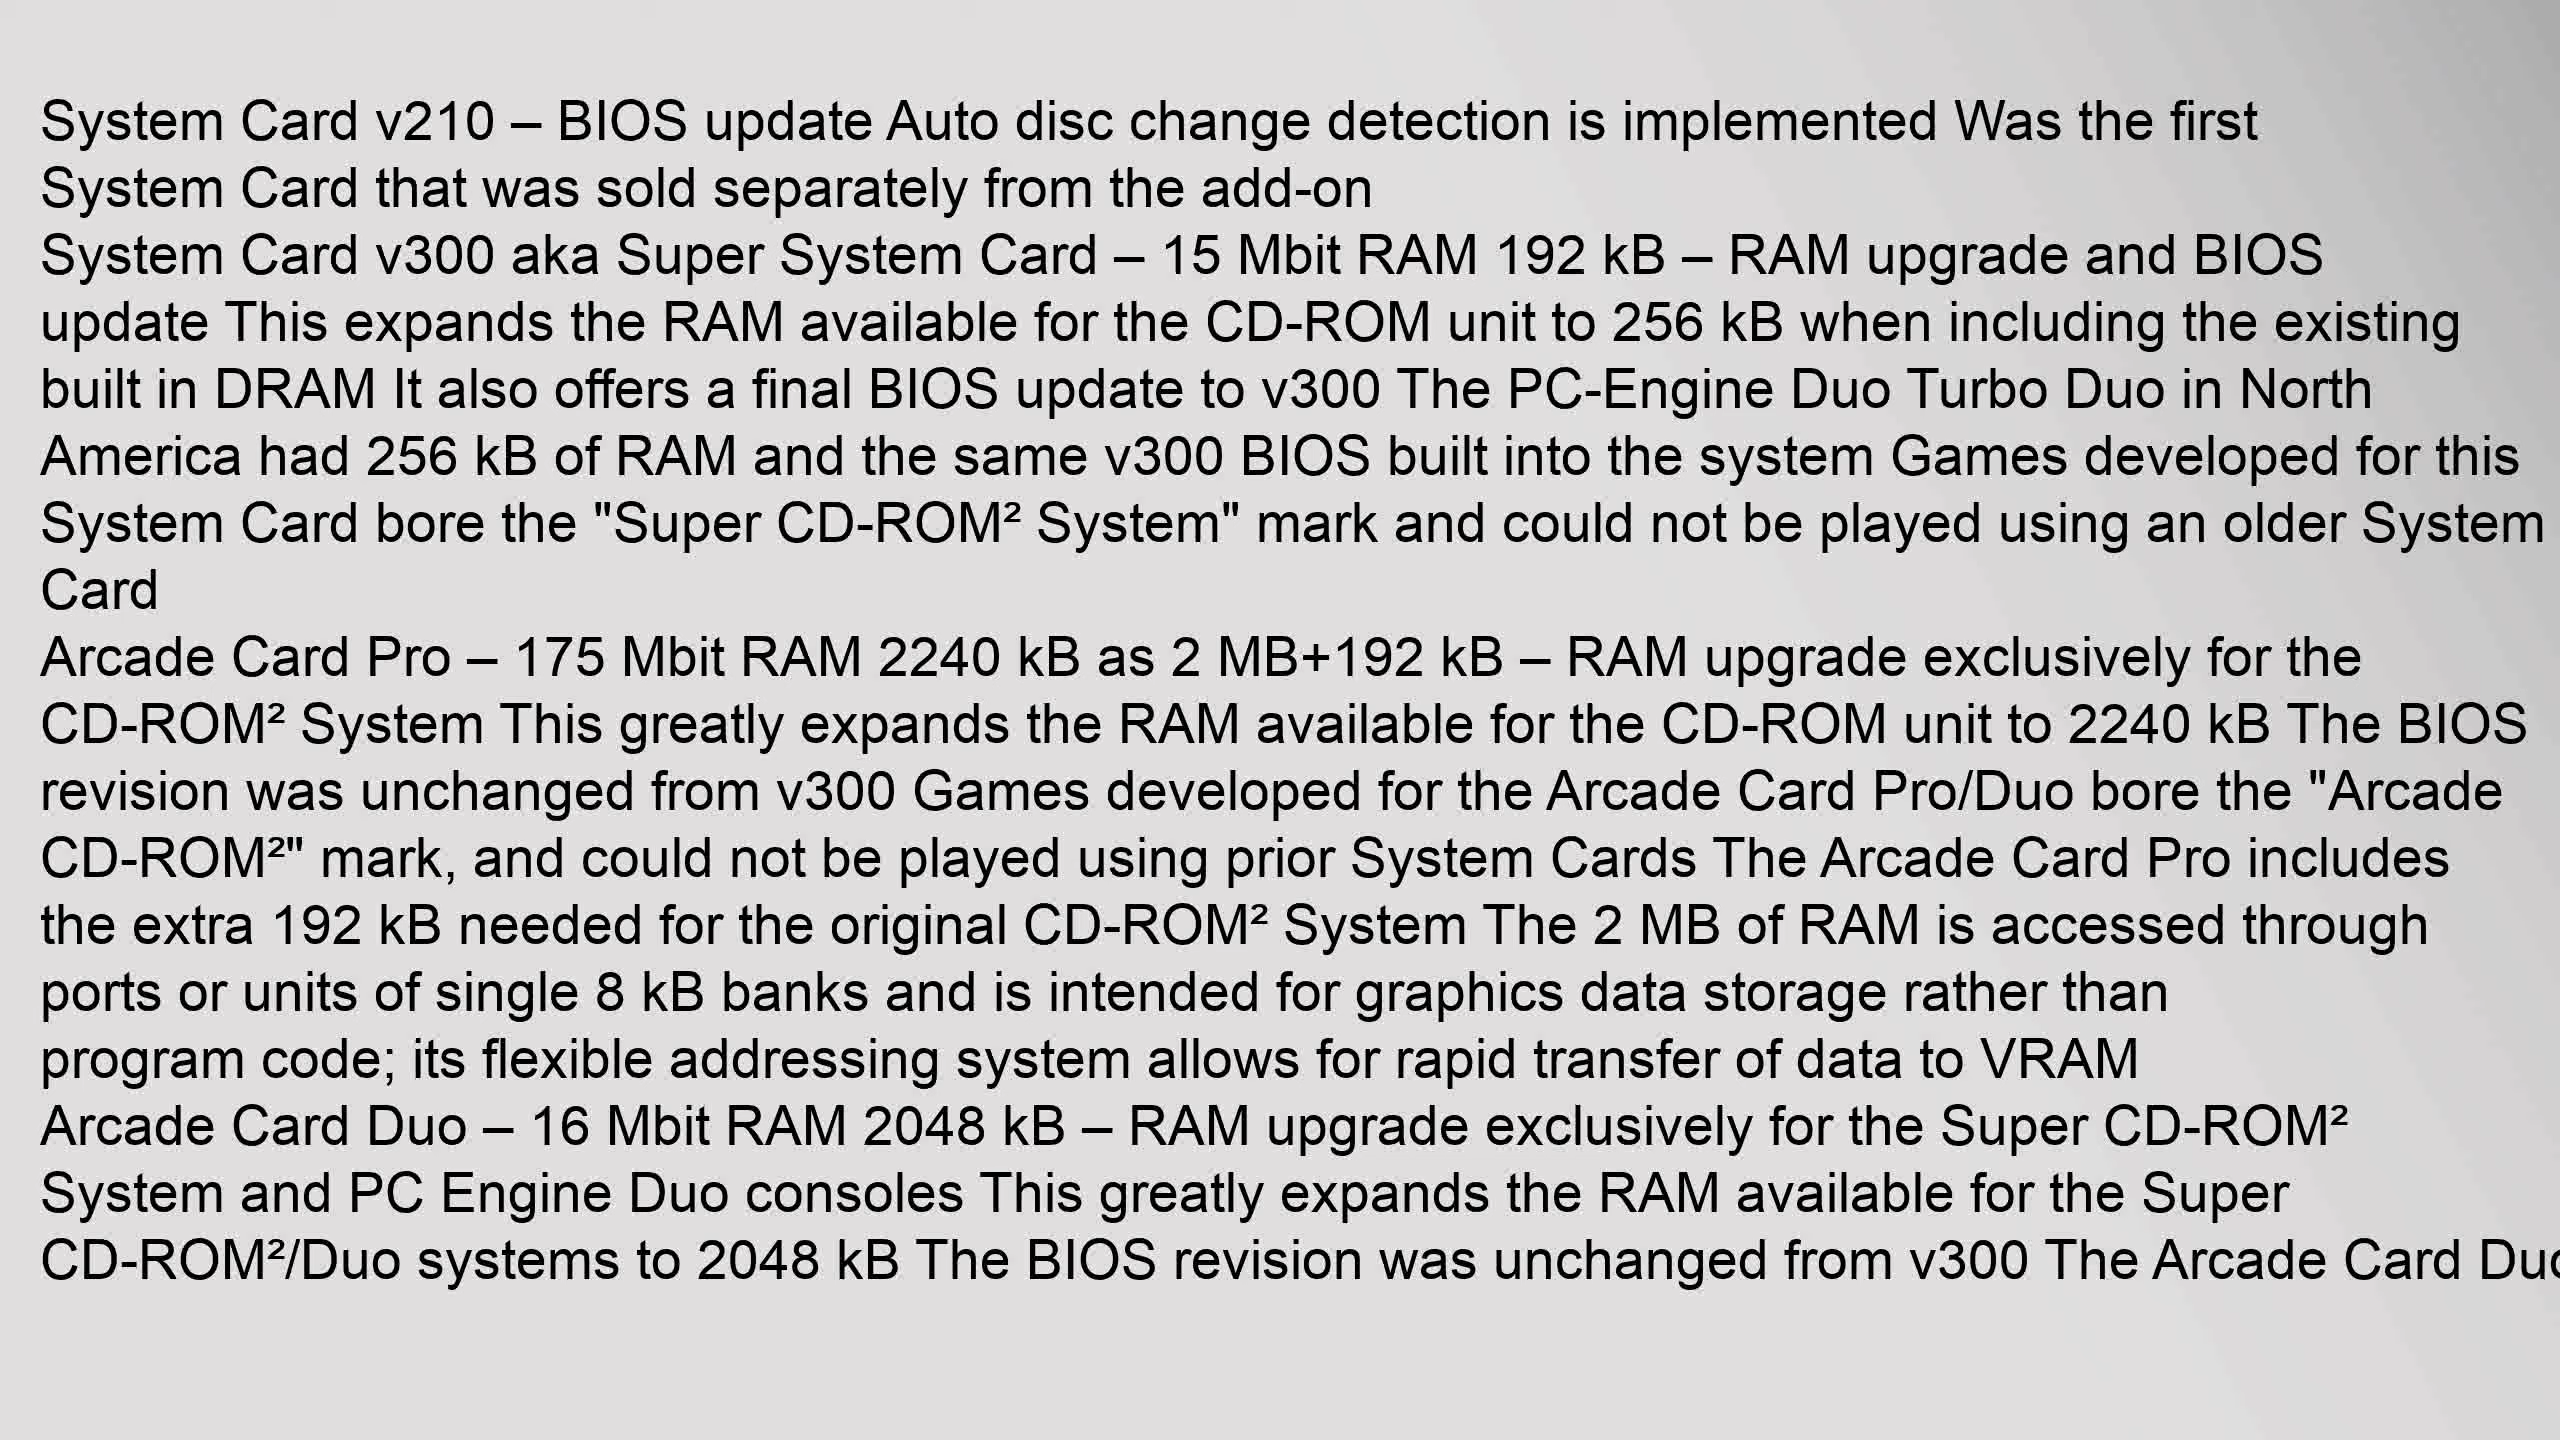 System Card v210 – BIOS update Auto disc change detection is implemented Was the first
System Card that was sold separately from the add-on
System Card v300 aka Super System Card – 15 Mbit RAM 192 kB – RAM upgrade and BIOS
update This expands the RAM available for the CD-ROM unit to 256 kB when including the existing
built in DRAM It also offers a final BIOS update to v300 The PC-Engine Duo Turbo Duo in North
America had 256 kB of RAM and the same v300 BIOS built into the system Games developed for this
System Card bore the "Super CD-ROM² System" mark and could not be played using an older System
Card
Arcade Card Pro – 175 Mbit RAM 2240 kB as 2 MB+192 kB – RAM upgrade exclusively for the
CD-ROM² System This greatly expands the RAM available for the CD-ROM unit to 2240 kB The BIOS
revision was unchanged from v300 Games developed for the Arcade Card Pro/Duo bore the "Arcade
CD-ROM²" mark, and could not be played using prior System Cards The Arcade Card Pro includes
the extra 192 kB needed for the original CD-ROM² System The 2 MB of RAM is accessed through
ports or units of single 8 kB banks and is intended for graphics data storage rather than
program code; its flexible addressing system allows for rapid transfer of data to VRAM
Arcade Card Duo – 16 Mbit RAM 2048 kB – RAM upgrade exclusively for the Super CD-ROM²
System and PC Engine Duo consoles This greatly expands the RAM available for the Super
CD-ROM²/Duo systems to 2048 kB The BIOS revision was unchanged from v300 The Arcade Card Duo